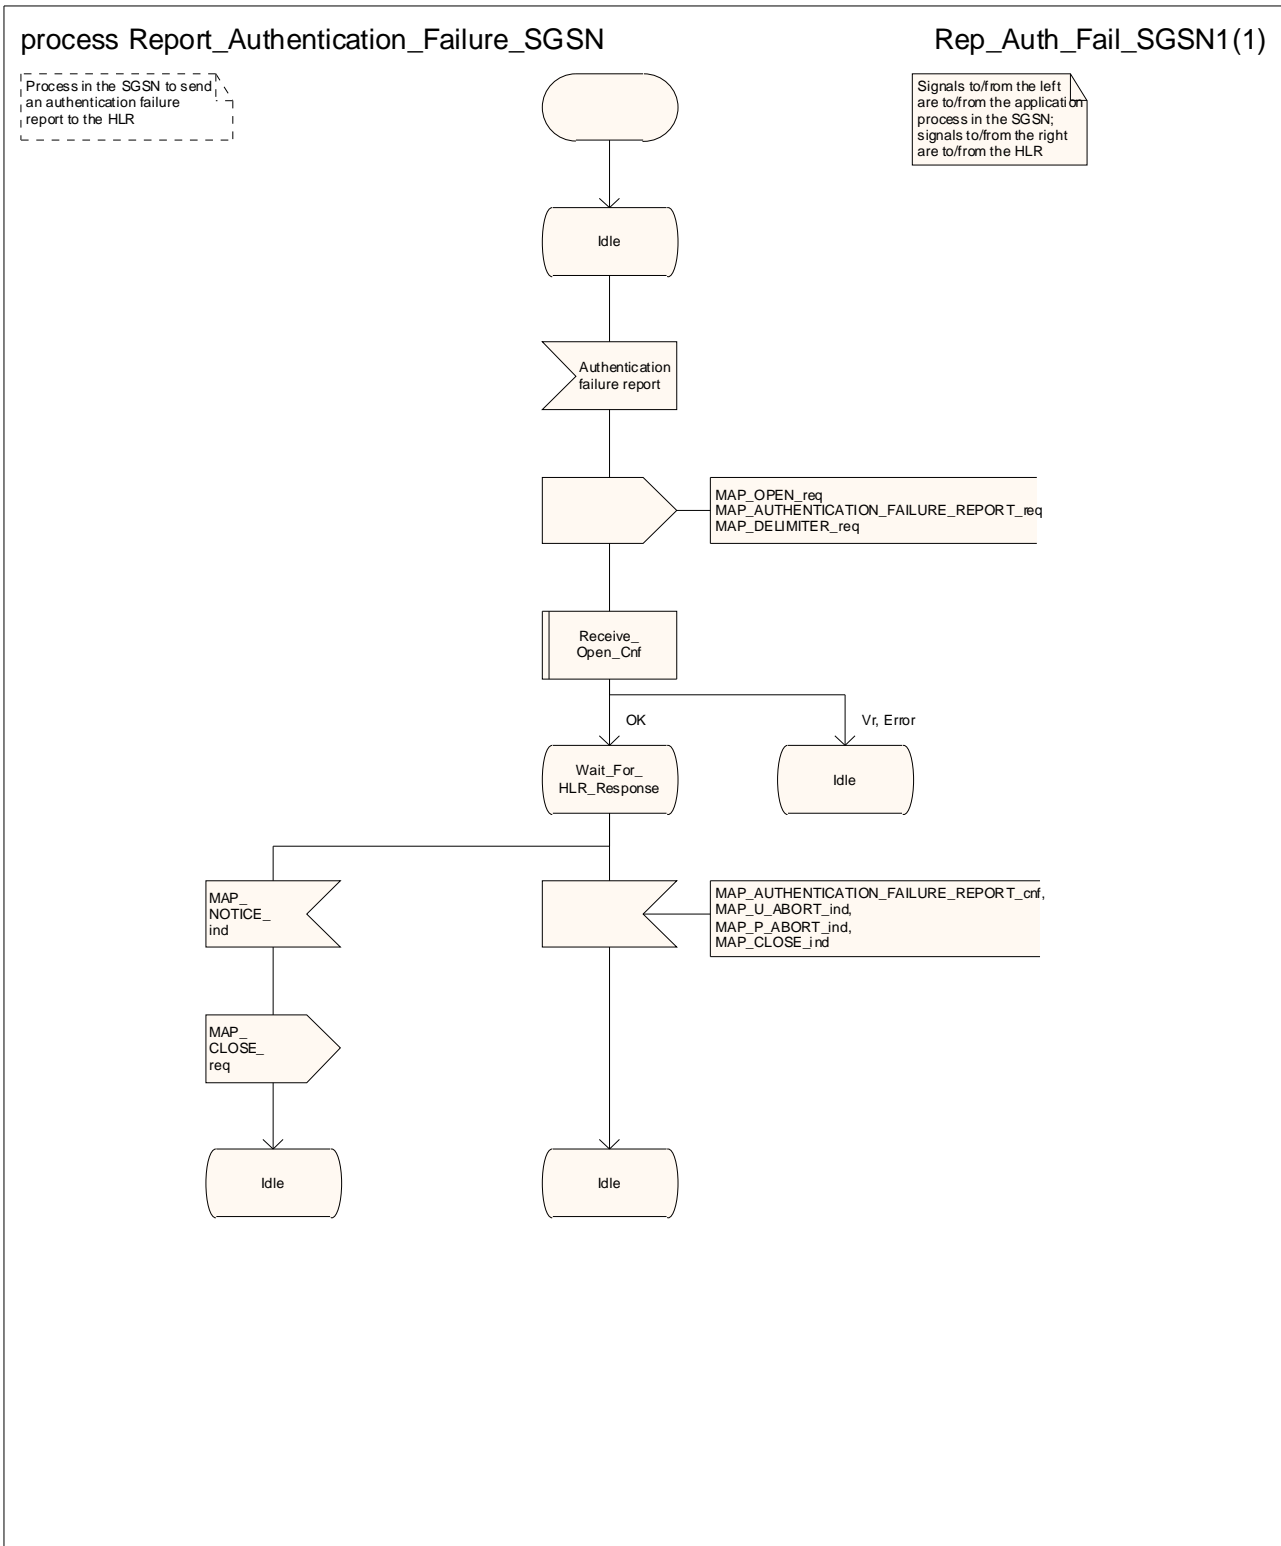 process Report_Authentication_Failure_SGSN
Rep_Auth_Fail_SGSN1(1)
Process in the SGSN to send
an authentication failure
report to the HLR
Signals to/from the left
are to/from the application
process in the SGSN;
signals to/from the right
are to/from the HLR
Idle
Authentication
failure report
MAP_OPEN_req
MAP_AUTHENTICATION_FAILURE_REPORT_req
MAP_DELIMITER_req
Receive_
Open_Cnf
OK
Vr, Error
Wait_For_
HLR_Response
Idle
MAP_
NOTICE_
ind
MAP_AUTHENTICATION_FAILURE_REPORT_cnf,
MAP_U_ABORT_ind,
MAP_P_ABORT_ind,
MAP_CLOSE_ind
MAP_
CLOSE_
req
Idle
Idle